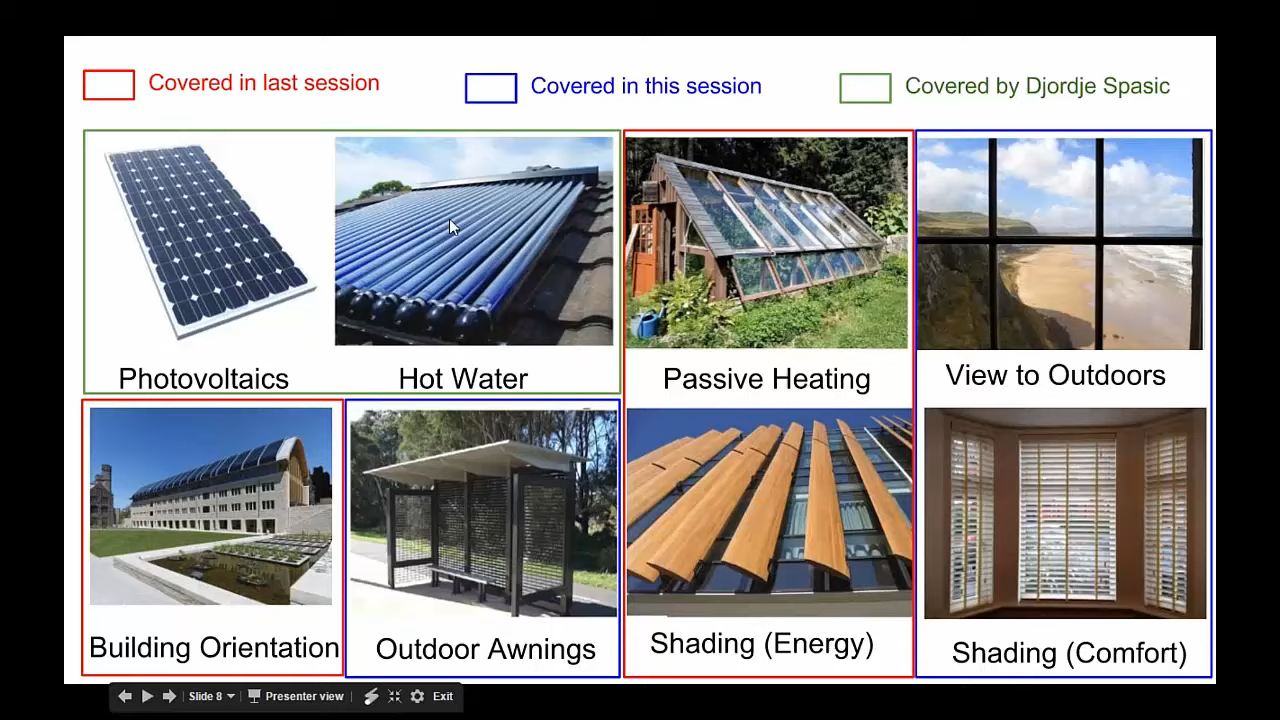 Covered in last session
Covered in this session
Covered by Djordje Spasic
Photovoltaics
Hot Water
Passive Heating
View to Outdoors
Building Orientation
Outdoor Awnings
Shading (Energy)
Shading (Comfort)
Slide 8
Presenter view
Exit